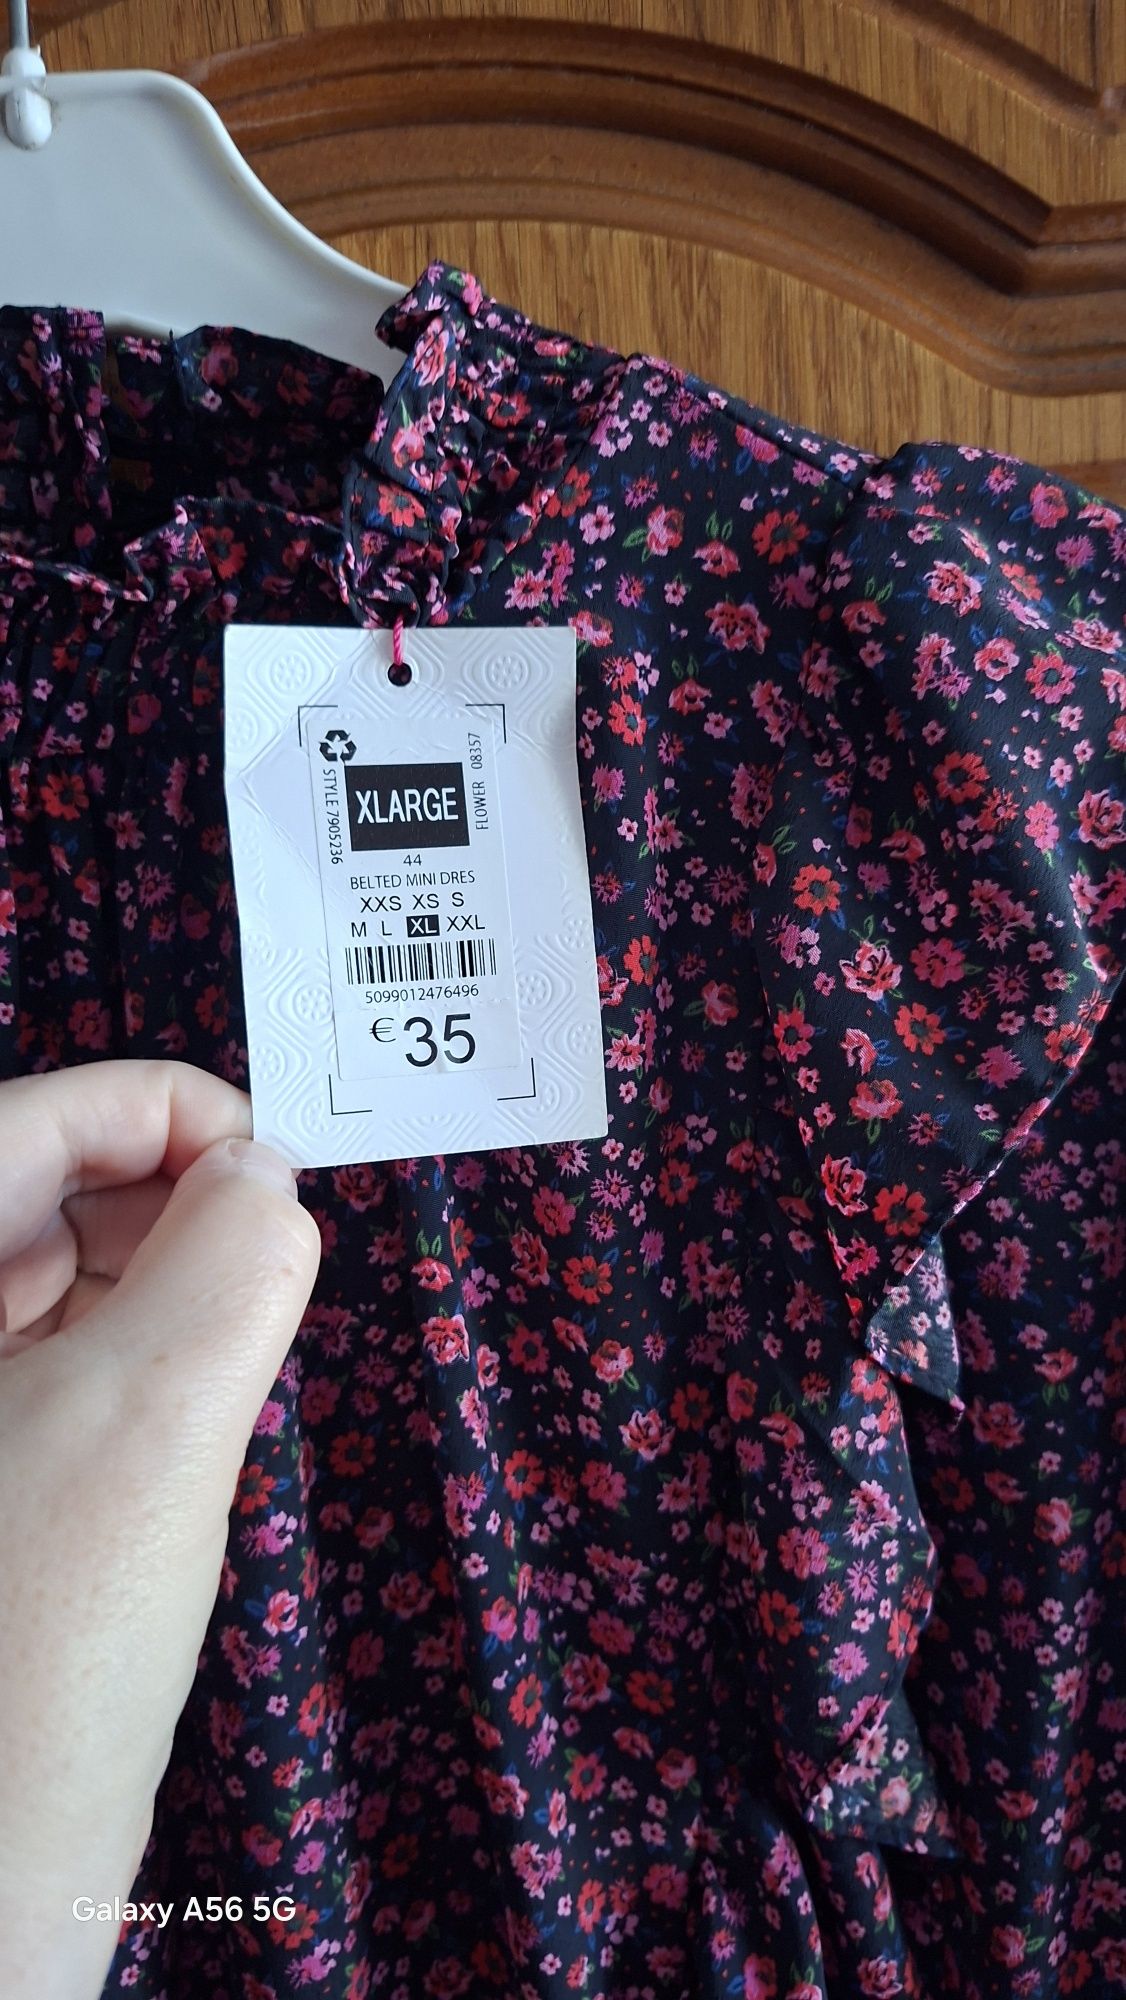 STYLE 7905236
FLOWER 08357
XLARGE
44
BELTED MINI DRES
XXS XS S
M L XL XXL
5099012476496
€35
Galaxy A56 5G